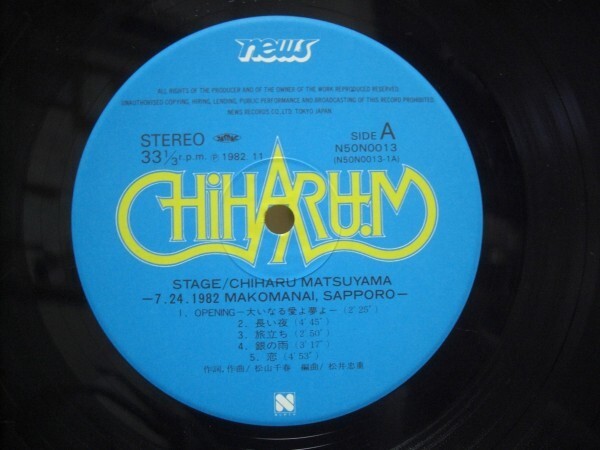 news
ALL RIGHTS OF THE PRODUCER AND OF THE OWNER OF THE WORK REPRODUCED RESERVED.
UNAUTHORISED COPYING, HIRING, LENDING, PUBLIC PERFORMANCE AND BROADCASTING OF THIS RECORD PROHIBITED.
NEWS RECORDS CO., LTD. TOKYO JAPAN.
STEREO SIDE A
33 1/3 r.p.m. ℗ 1982. 11 N50N0013
(N50N0013-1A)
CHIHARU.M
STAGE/CHIHARU MATSUYAMA
—7.24.1982 MAKOMANAI, SAPPORO—
1. OPENING—大いなる愛よ夢よ—(2'25")
2. 長い夜(4'45")
3. 旅立ち(2'50")
4. 銀の雨(3'17")
5. 恋(4'53")
作詞、作曲/松山千春 編曲/松井忠重
N
NEWS